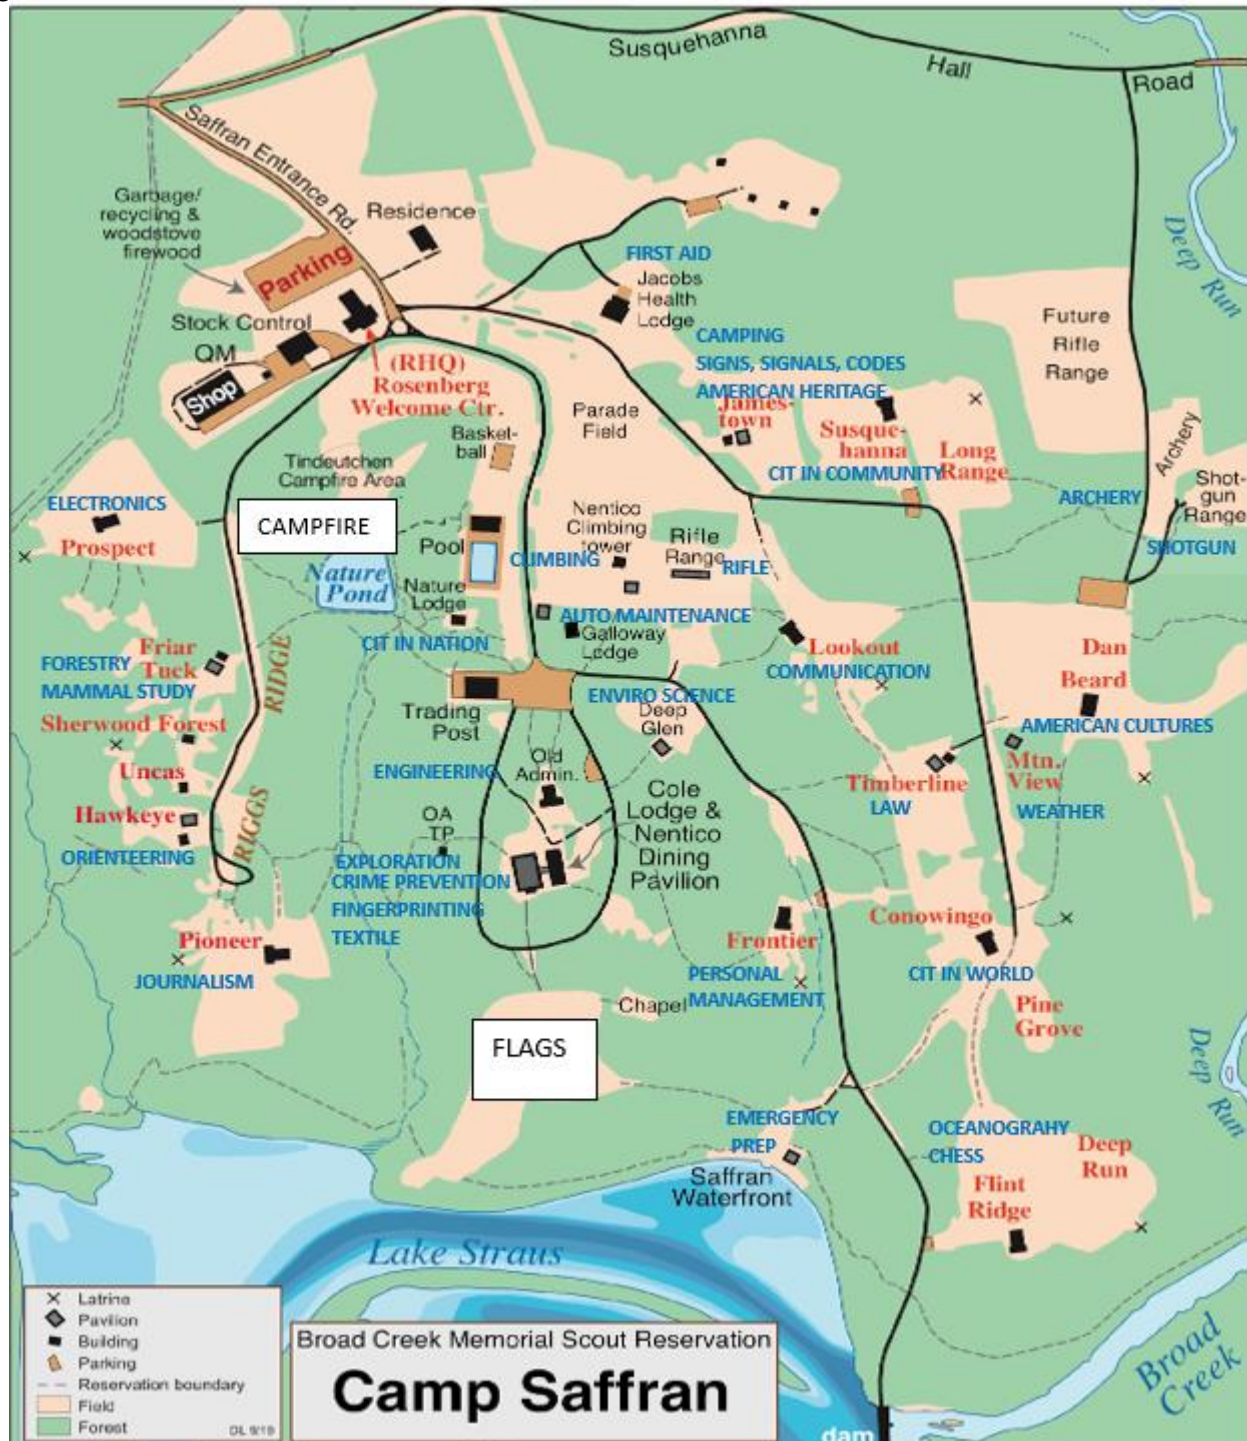 Susquehanna
Hall
Road
Saffran Entrance Rd.
Garbage/
recycling &
woodstove
firewood
Residence
Parking
Deep Run
FIRST AID
Jacobs
Health
Lodge
Stock Control
QM
Shop
(RHQ)
Rosenberg
Welcome Ctr.
CAMPING
SIGNS, SIGNALS, CODES
AMERICAN HERITAGE
James-
town
Future
Rifle
Range
Parade
Field
Susque-
hanna
Long
Range
CIT IN COMMUNITY
Basket-
ball
Tindeutchen
Campfire Area
Archery
Shot-
gun
Range
ARCHERY
SHOTGUN
ELECTRONICS
Prospect
CAMPFIRE
Pool
Nentico
Climbing
tower
CLIMBING
Rifle
Range
RIFLE
Nature
Pond
Nature
Lodge
CIT IN NATION
AUTO MAINTENANCE
Galloway
Lodge
Lookout
COMMUNICATION
Dan
Beard
AMERICAN CULTURES
Friar
Tuck
FORESTRY
MAMMAL STUDY
RIDGE
Sherwood Forest
Trading
Post
ENVIRO SCIENCE
Deep
Glen
Uncas
ENGINEERING
Old
Admin.
Timberline
LAW
Mtn.
View
WEATHER
Hawkeye
ORIENTEERING
RIGGS
OA
TP
Cole
Lodge &
Nentico
Dining
Pavilion
EXPLORATION
CRIME PREVENTION
FINGERPRINTING
TEXTILE
Pioneer
JOURNALISM
Frontier
PERSONAL
MANAGEMENT
Conowingo
CIT IN WORLD
Pine
Grove
Chapel
FLAGS
Deep
Run
EMERGENCY
PREP
Saffran
Waterfront
OCEANOGRAHY
CHESS
Deep
Run
Flint
Ridge
Lake Straus
Broad
Creek
Latrine
Pavilion
Building
Parking
Reservation boundary
Field
Forest
DL 9/19
Broad Creek Memorial Scout Reservation
Camp Saffran
dam